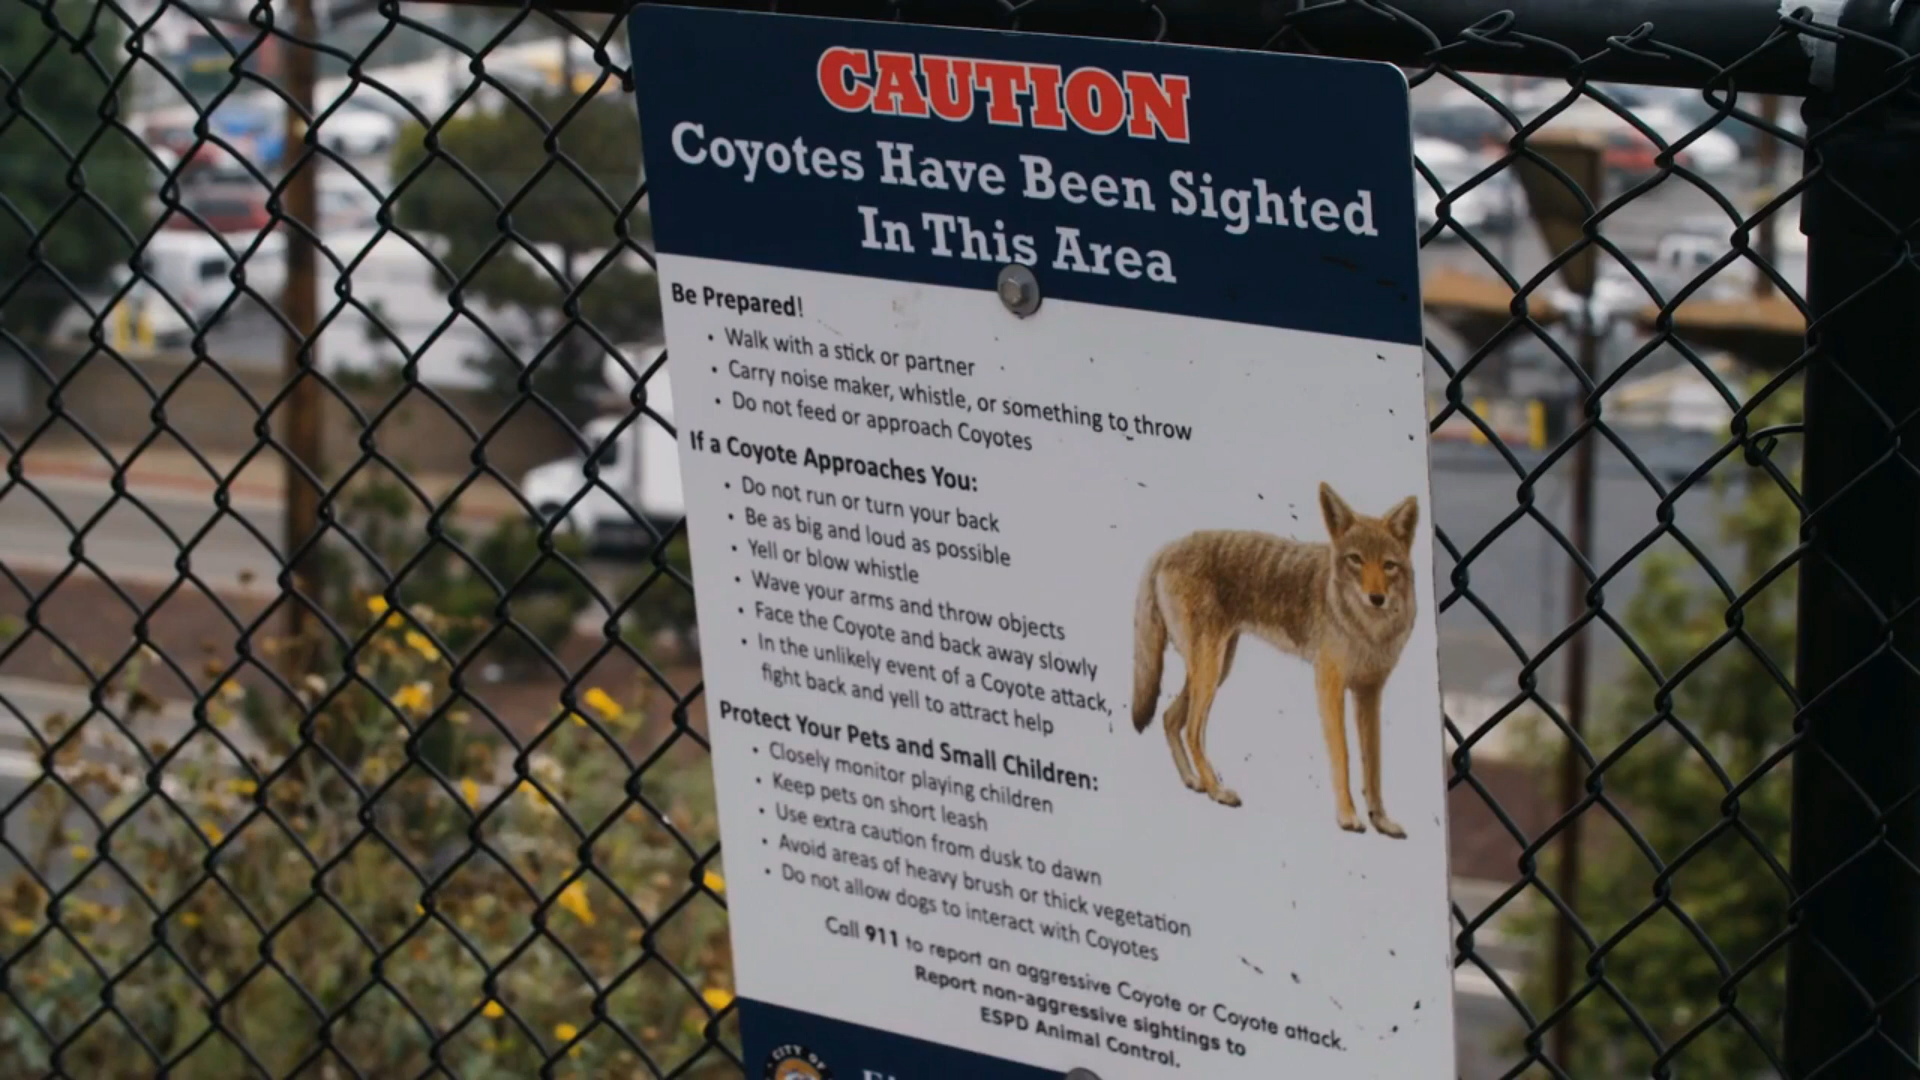 CAUTION
Coyotes Have Been Sighted
In This Area
Be Prepared!
• Walk with a stick or partner
• Carry noise maker, whistle, or something to throw
• Do not feed or approach Coyotes
If a Coyote Approaches You:
• Do not run or turn your back
• Be as big and loud as possible
• Yell or blow whistle
• Wave your arms and throw objects
• Face the Coyote and back away slowly
• In the unlikely event of a Coyote attack,
fight back and yell to attract help
Protect Your Pets and Small Children:
• Closely monitor playing children
• Keep pets on short leash
• Use extra caution from dusk to dawn
• Avoid areas of heavy brush or thick vegetation
• Do not allow dogs to interact with Coyotes
Call 911 to report an aggressive Coyote or Coyote attack.
Report non-aggressive sightings to
ESPD Animal Control.
CITY OF